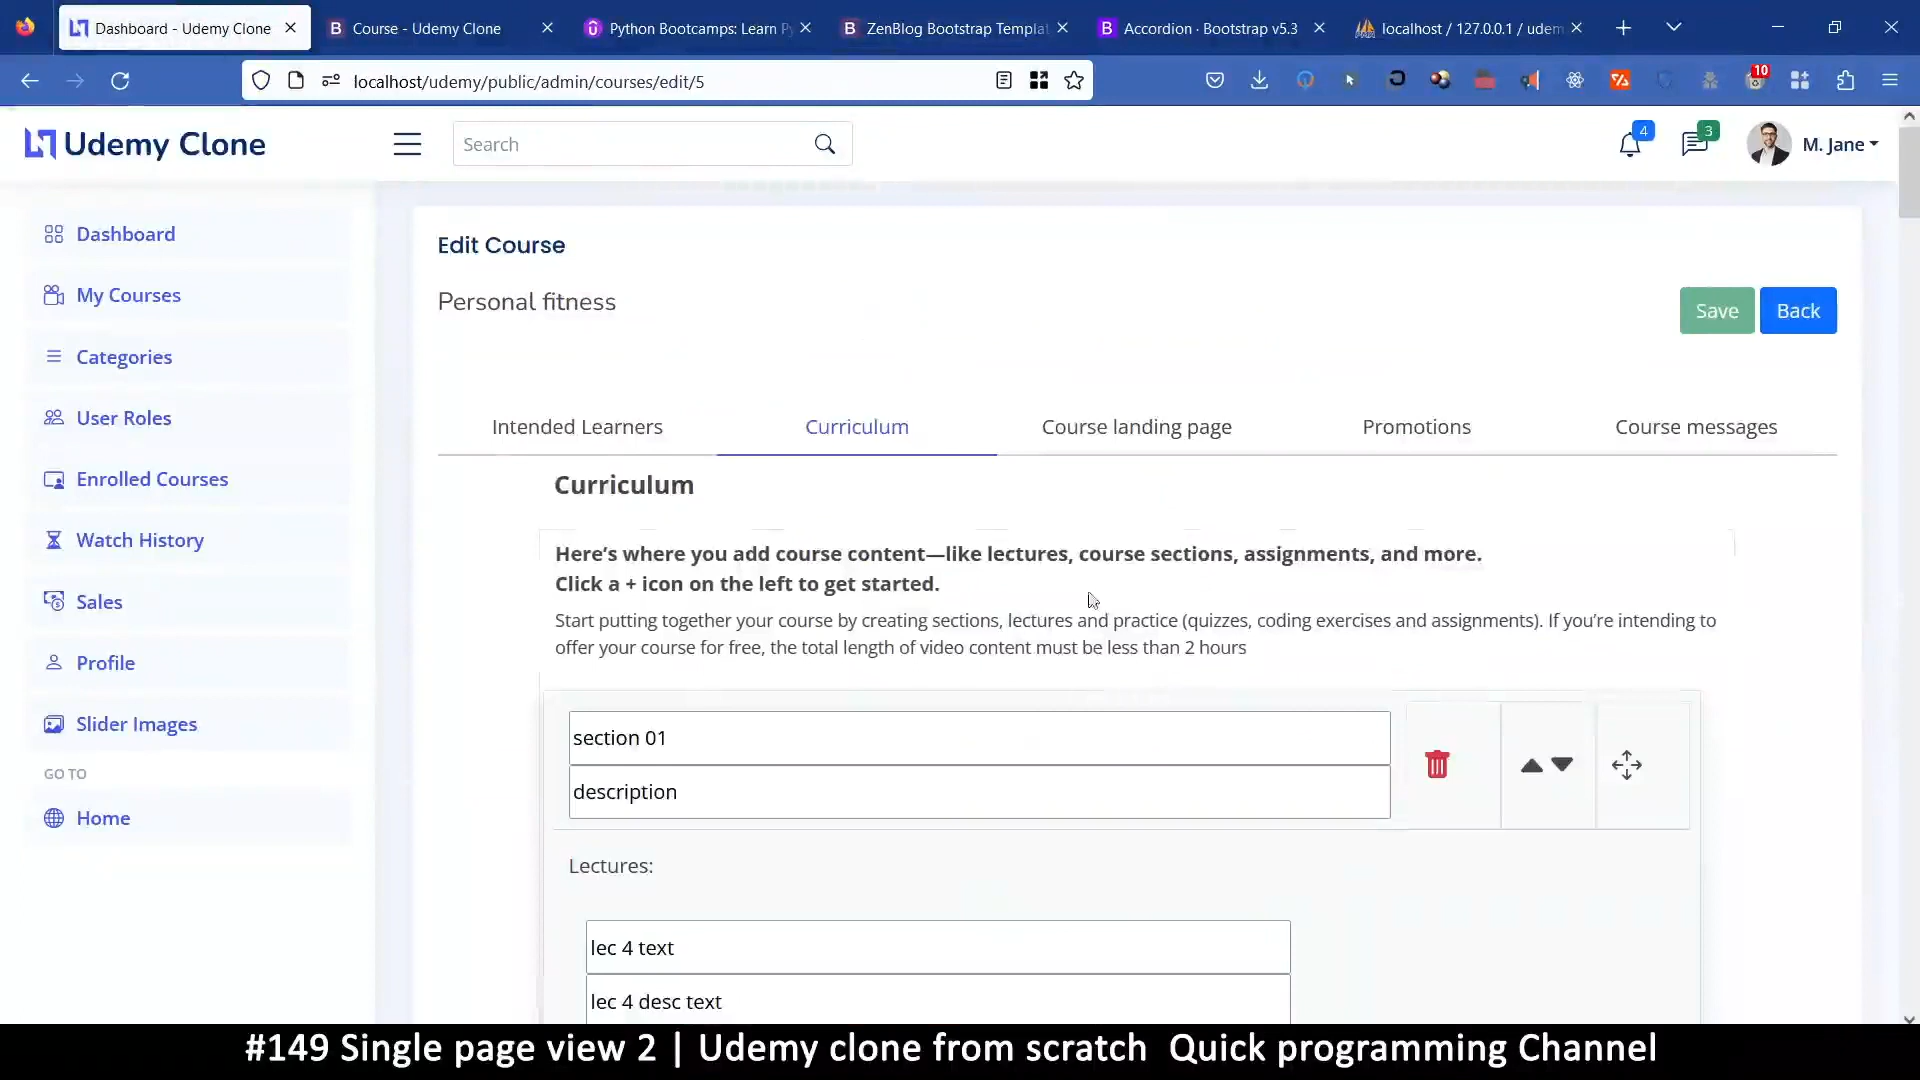 Dashboard - Udemy Clone
Course - Udemy Clone
Python Bootcamps: Learn Py
ZenBlog Bootstrap Templat
Accordion · Bootstrap v5.3
localhost / 127.0.0.1 / udem
localhost/udemy/public/admin/courses/edit/5
10
Udemy Clone
Search
4
3
M. Jane
Dashboard
My Courses
Categories
User Roles
Enrolled Courses
Watch History
Sales
Profile
Slider Images
GO TO
Home
Edit Course
Personal fitness
Save
Back
Intended Learners
Curriculum
Course landing page
Promotions
Course messages
Curriculum
Here’s where you add course content—like lectures, course sections, assignments, and more.
Click a + icon on the left to get started.
Start putting together your course by creating sections, lectures and practice (quizzes, coding exercises and assignments). If you’re intending to
offer your course for free, the total length of video content must be less than 2 hours
section 01
description
Lectures:
lec 4 text
lec 4 desc text
#149 Single page view 2 | Udemy clone from scratch Quick programming Channel